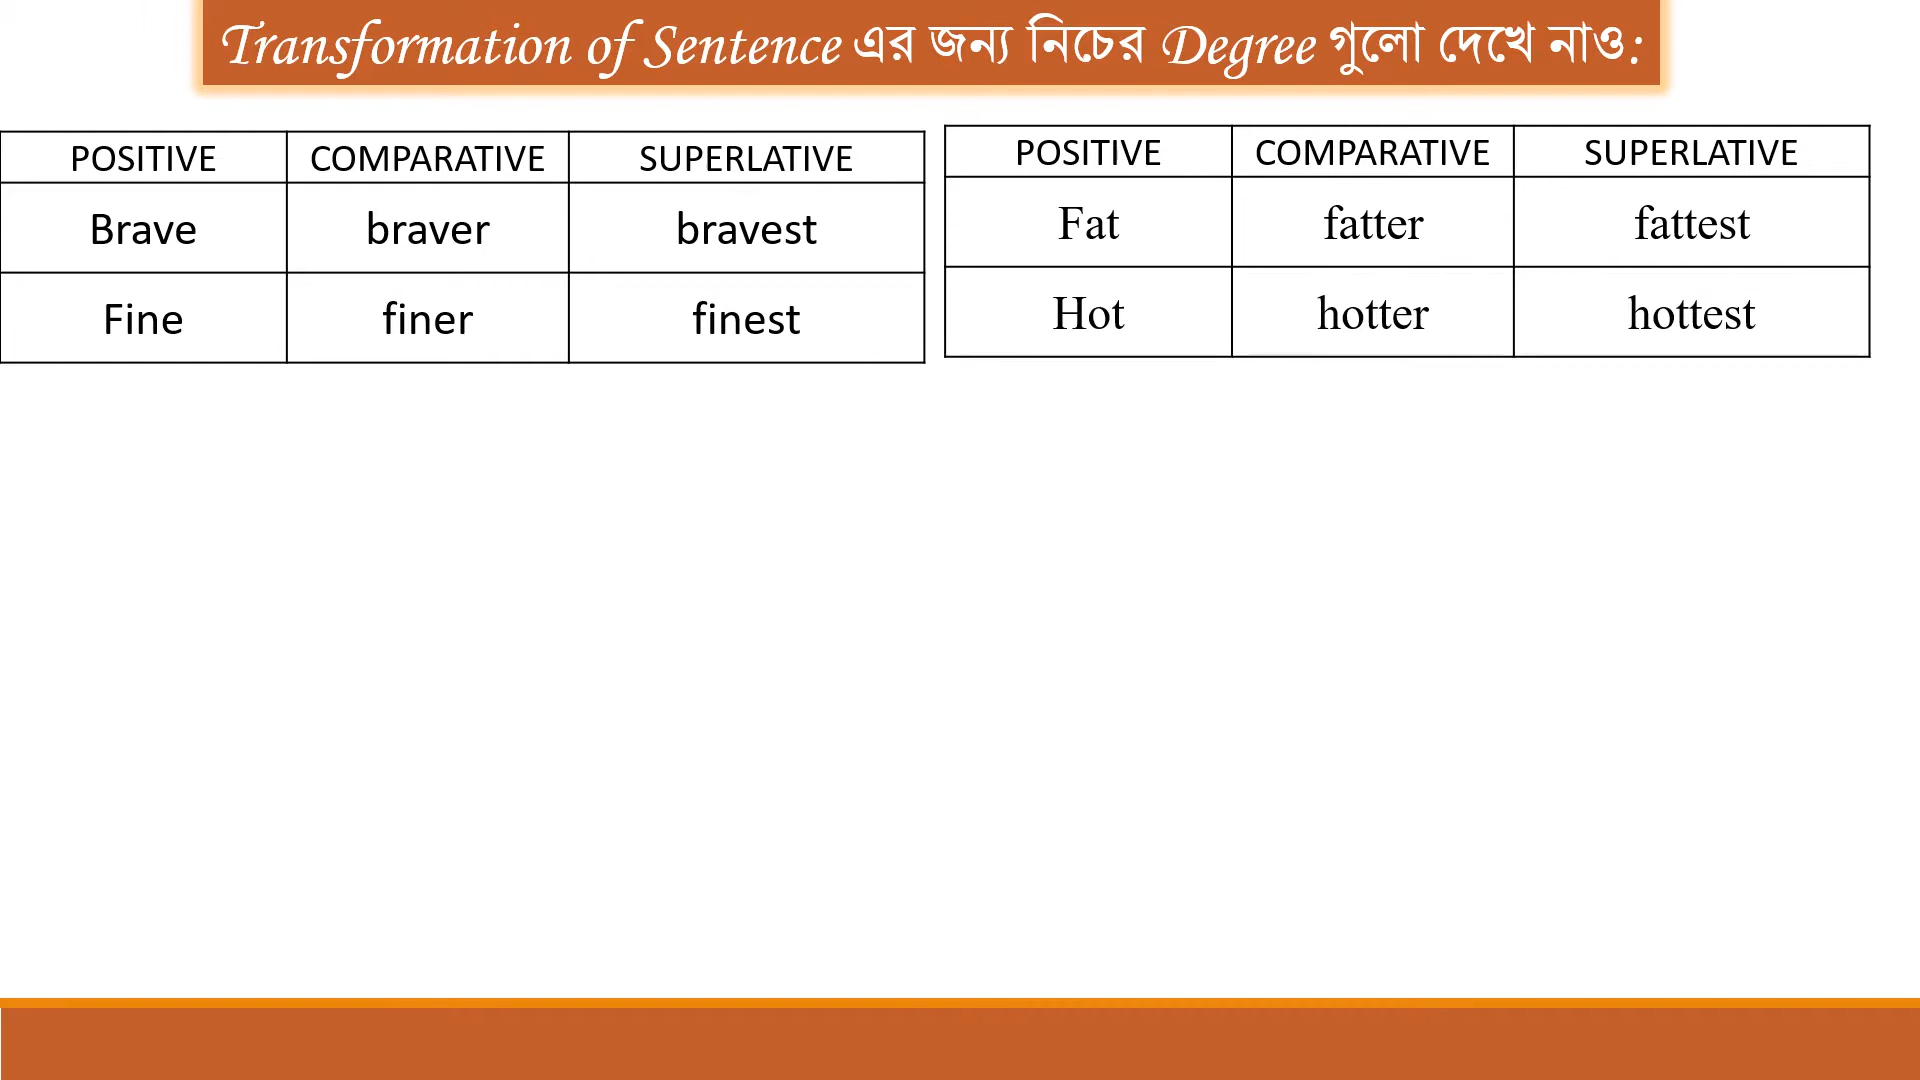 Transformation of Sentence এর জন্য নিচের Degree গুলো দেখে নাও:
POSITIVE COMPARATIVE SUPERLATIVE
Brave braver bravest
Fine finer finest
POSITIVE COMPARATIVE SUPERLATIVE
Fat fatter fattest
Hot hotter hottest